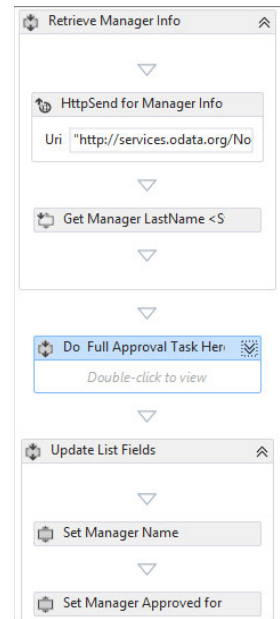 Retrieve Manager Info
HttpSend for Manager Info
Uri "http://services.odata.org/No
Get Manager LastName <S
Do Full Approval Task Her
Double-click to view
Update List Fields
Set Manager Name
Set Manager Approved for